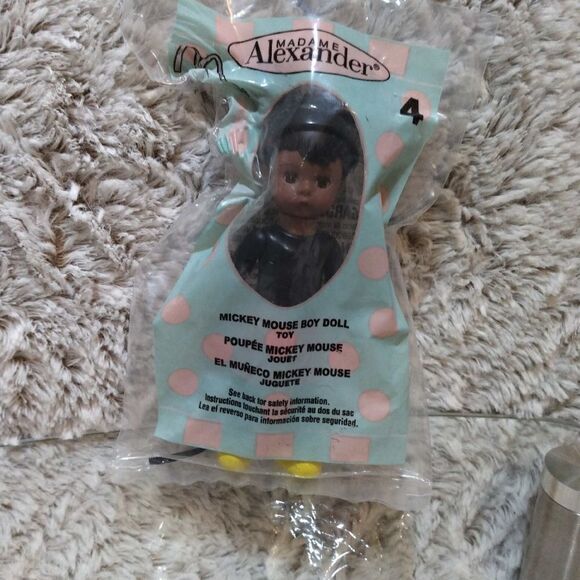 MADAME
Alexander®
4
MICKEY MOUSE BOY DOLL
TOY
POUPÉE MICKEY MOUSE
JOUET
EL MUÑECO MICKEY MOUSE
JUGUETE
See back for safety information.
Instructions touchant la sécurité au dos du sac
Lea el reverso para información sobre seguridad.